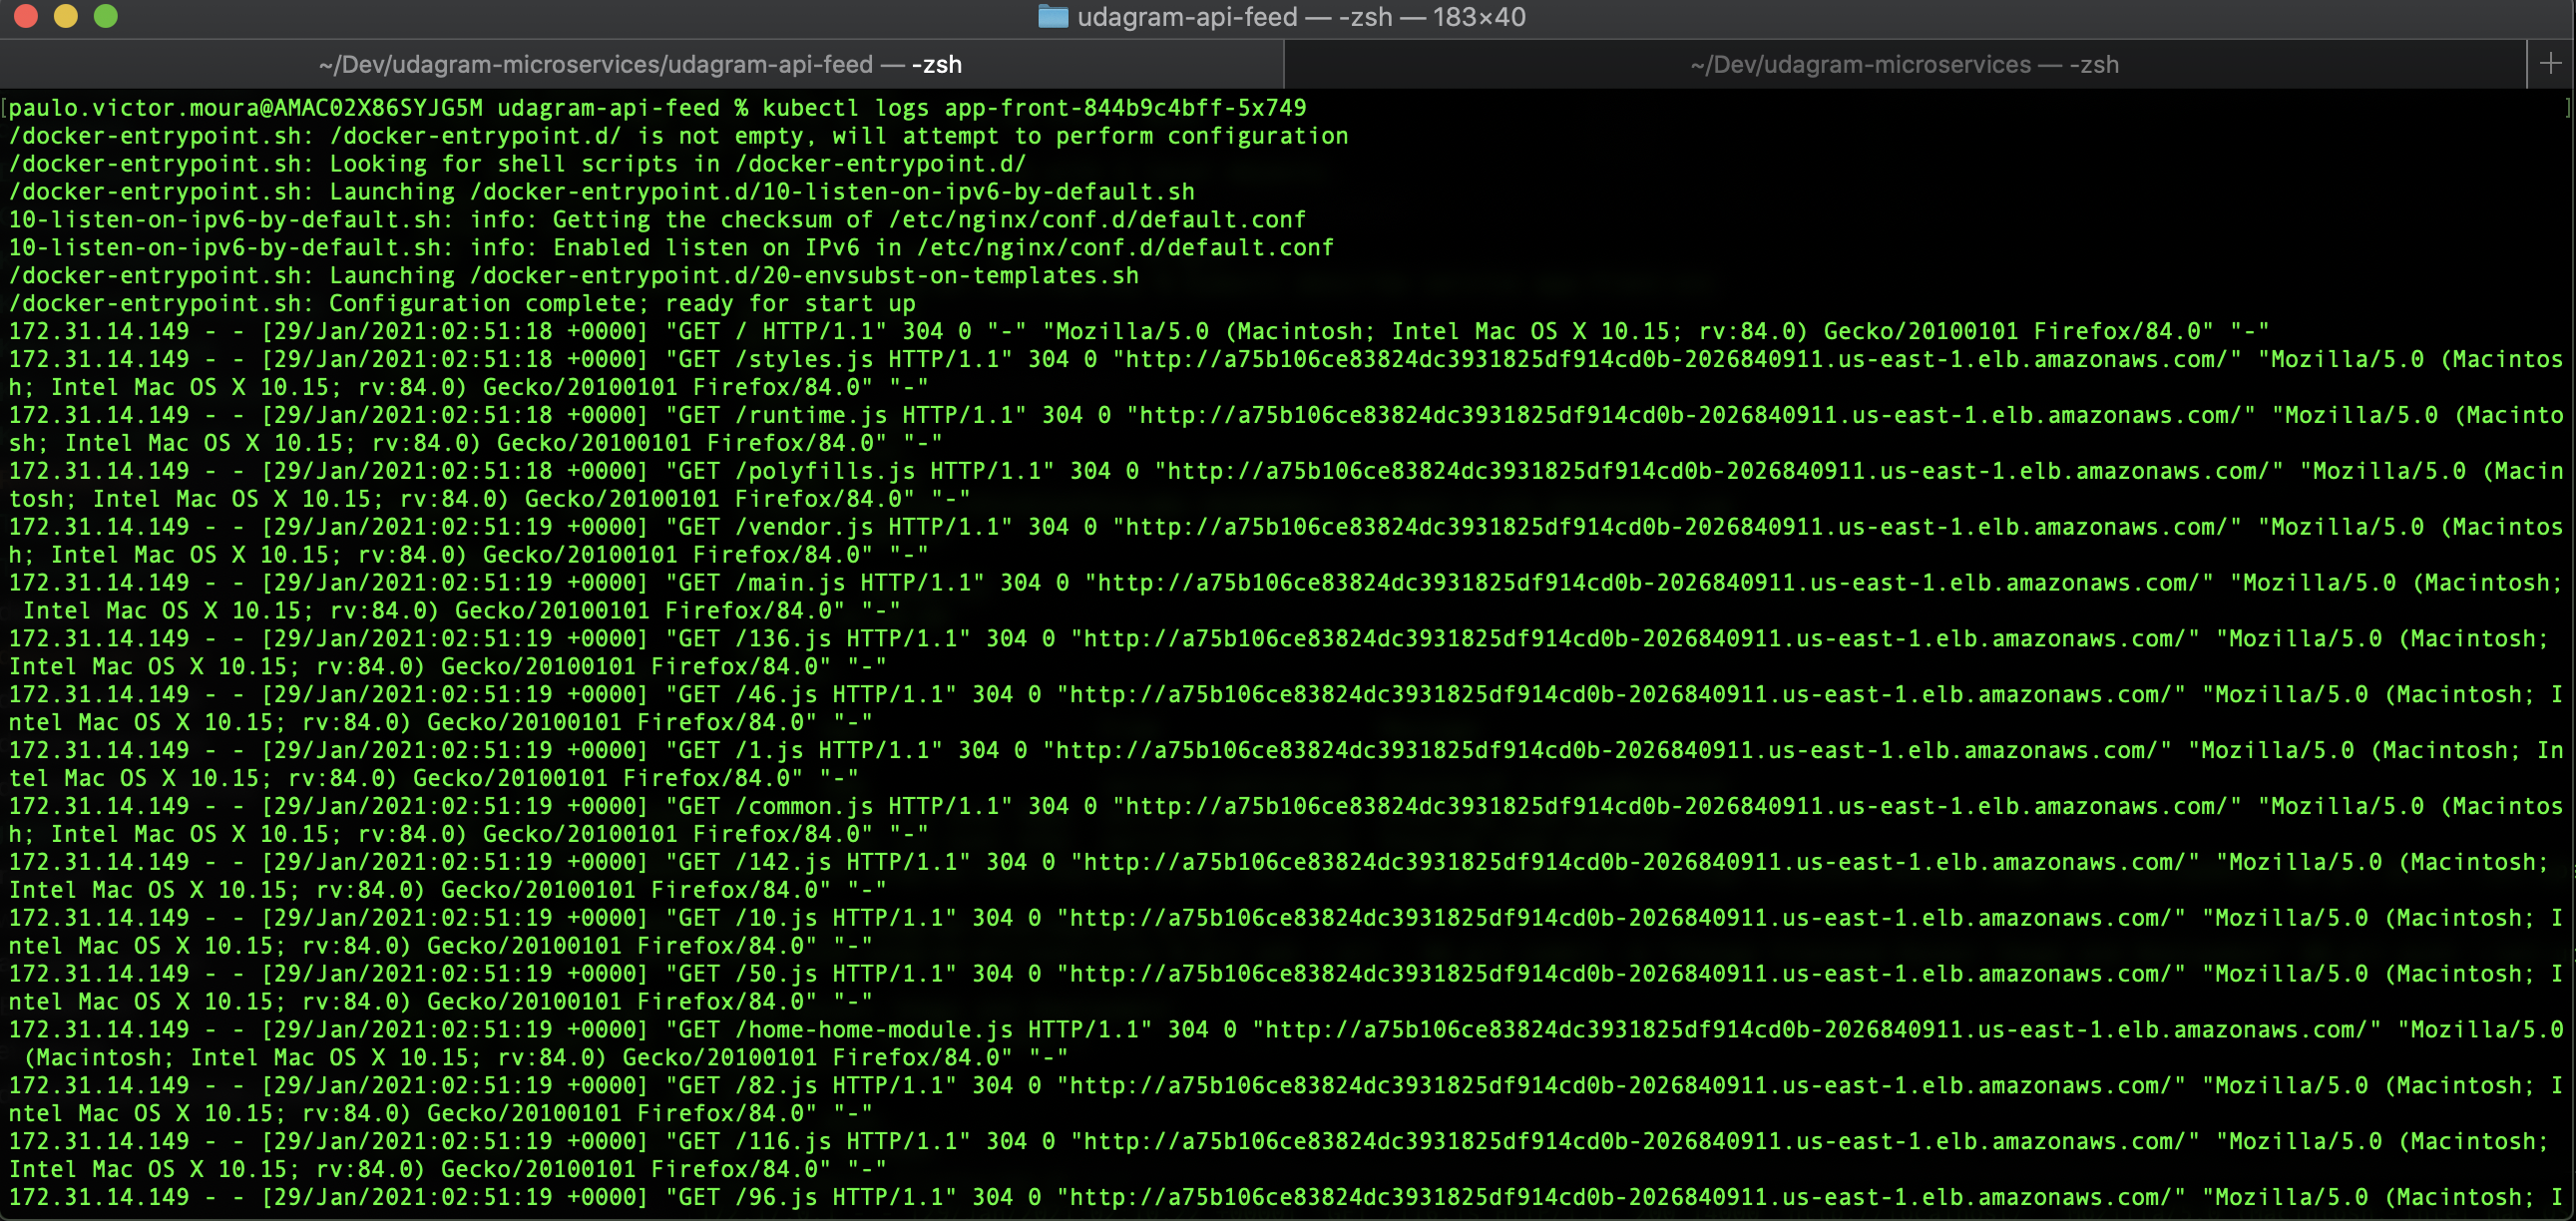 udagram-api-feed — -zsh — 183×40
~/Dev/udagram-microservices/udagram-api-feed — -zsh
~/Dev/udagram-microservices — -zsh
[paulo.victor.moura@AMAC02X86SYJG5M udagram-api-feed % kubectl logs app-front-844b9c4bff-5x749 ]
/docker-entrypoint.sh: /docker-entrypoint.d/ is not empty, will attempt to perform configuration
/docker-entrypoint.sh: Looking for shell scripts in /docker-entrypoint.d/
/docker-entrypoint.sh: Launching /docker-entrypoint.d/10-listen-on-ipv6-by-default.sh
10-listen-on-ipv6-by-default.sh: info: Getting the checksum of /etc/nginx/conf.d/default.conf
10-listen-on-ipv6-by-default.sh: info: Enabled listen on IPv6 in /etc/nginx/conf.d/default.conf
/docker-entrypoint.sh: Launching /docker-entrypoint.d/20-envsubst-on-templates.sh
/docker-entrypoint.sh: Configuration complete; ready for start up
172.31.14.149 - - [29/Jan/2021:02:51:18 +0000] "GET / HTTP/1.1" 304 0 "-" "Mozilla/5.0 (Macintosh; Intel Mac OS X 10.15; rv:84.0) Gecko/20100101 Firefox/84.0" "-"
172.31.14.149 - - [29/Jan/2021:02:51:18 +0000] "GET /styles.js HTTP/1.1" 304 0 "http://a75b106ce83824dc3931825df914cd0b-2026840911.us-east-1.elb.amazonaws.com/" "Mozilla/5.0 (Macintos
h; Intel Mac OS X 10.15; rv:84.0) Gecko/20100101 Firefox/84.0" "-"
172.31.14.149 - - [29/Jan/2021:02:51:18 +0000] "GET /runtime.js HTTP/1.1" 304 0 "http://a75b106ce83824dc3931825df914cd0b-2026840911.us-east-1.elb.amazonaws.com/" "Mozilla/5.0 (Macinto
sh; Intel Mac OS X 10.15; rv:84.0) Gecko/20100101 Firefox/84.0" "-"
172.31.14.149 - - [29/Jan/2021:02:51:18 +0000] "GET /polyfills.js HTTP/1.1" 304 0 "http://a75b106ce83824dc3931825df914cd0b-2026840911.us-east-1.elb.amazonaws.com/" "Mozilla/5.0 (Macin
tosh; Intel Mac OS X 10.15; rv:84.0) Gecko/20100101 Firefox/84.0" "-"
172.31.14.149 - - [29/Jan/2021:02:51:19 +0000] "GET /vendor.js HTTP/1.1" 304 0 "http://a75b106ce83824dc3931825df914cd0b-2026840911.us-east-1.elb.amazonaws.com/" "Mozilla/5.0 (Macintos
h; Intel Mac OS X 10.15; rv:84.0) Gecko/20100101 Firefox/84.0" "-"
172.31.14.149 - - [29/Jan/2021:02:51:19 +0000] "GET /main.js HTTP/1.1" 304 0 "http://a75b106ce83824dc3931825df914cd0b-2026840911.us-east-1.elb.amazonaws.com/" "Mozilla/5.0 (Macintosh;
 Intel Mac OS X 10.15; rv:84.0) Gecko/20100101 Firefox/84.0" "-"
172.31.14.149 - - [29/Jan/2021:02:51:19 +0000] "GET /136.js HTTP/1.1" 304 0 "http://a75b106ce83824dc3931825df914cd0b-2026840911.us-east-1.elb.amazonaws.com/" "Mozilla/5.0 (Macintosh;
Intel Mac OS X 10.15; rv:84.0) Gecko/20100101 Firefox/84.0" "-"
172.31.14.149 - - [29/Jan/2021:02:51:19 +0000] "GET /46.js HTTP/1.1" 304 0 "http://a75b106ce83824dc3931825df914cd0b-2026840911.us-east-1.elb.amazonaws.com/" "Mozilla/5.0 (Macintosh; I
ntel Mac OS X 10.15; rv:84.0) Gecko/20100101 Firefox/84.0" "-"
172.31.14.149 - - [29/Jan/2021:02:51:19 +0000] "GET /1.js HTTP/1.1" 304 0 "http://a75b106ce83824dc3931825df914cd0b-2026840911.us-east-1.elb.amazonaws.com/" "Mozilla/5.0 (Macintosh; In
tel Mac OS X 10.15; rv:84.0) Gecko/20100101 Firefox/84.0" "-"
172.31.14.149 - - [29/Jan/2021:02:51:19 +0000] "GET /common.js HTTP/1.1" 304 0 "http://a75b106ce83824dc3931825df914cd0b-2026840911.us-east-1.elb.amazonaws.com/" "Mozilla/5.0 (Macintos
h; Intel Mac OS X 10.15; rv:84.0) Gecko/20100101 Firefox/84.0" "-"
172.31.14.149 - - [29/Jan/2021:02:51:19 +0000] "GET /142.js HTTP/1.1" 304 0 "http://a75b106ce83824dc3931825df914cd0b-2026840911.us-east-1.elb.amazonaws.com/" "Mozilla/5.0 (Macintosh;
Intel Mac OS X 10.15; rv:84.0) Gecko/20100101 Firefox/84.0" "-"
172.31.14.149 - - [29/Jan/2021:02:51:19 +0000] "GET /10.js HTTP/1.1" 304 0 "http://a75b106ce83824dc3931825df914cd0b-2026840911.us-east-1.elb.amazonaws.com/" "Mozilla/5.0 (Macintosh; I
ntel Mac OS X 10.15; rv:84.0) Gecko/20100101 Firefox/84.0" "-"
172.31.14.149 - - [29/Jan/2021:02:51:19 +0000] "GET /50.js HTTP/1.1" 304 0 "http://a75b106ce83824dc3931825df914cd0b-2026840911.us-east-1.elb.amazonaws.com/" "Mozilla/5.0 (Macintosh; I
ntel Mac OS X 10.15; rv:84.0) Gecko/20100101 Firefox/84.0" "-"
172.31.14.149 - - [29/Jan/2021:02:51:19 +0000] "GET /home-home-module.js HTTP/1.1" 304 0 "http://a75b106ce83824dc3931825df914cd0b-2026840911.us-east-1.elb.amazonaws.com/" "Mozilla/5.0
 (Macintosh; Intel Mac OS X 10.15; rv:84.0) Gecko/20100101 Firefox/84.0" "-"
172.31.14.149 - - [29/Jan/2021:02:51:19 +0000] "GET /82.js HTTP/1.1" 304 0 "http://a75b106ce83824dc3931825df914cd0b-2026840911.us-east-1.elb.amazonaws.com/" "Mozilla/5.0 (Macintosh; I
ntel Mac OS X 10.15; rv:84.0) Gecko/20100101 Firefox/84.0" "-"
172.31.14.149 - - [29/Jan/2021:02:51:19 +0000] "GET /116.js HTTP/1.1" 304 0 "http://a75b106ce83824dc3931825df914cd0b-2026840911.us-east-1.elb.amazonaws.com/" "Mozilla/5.0 (Macintosh;
Intel Mac OS X 10.15; rv:84.0) Gecko/20100101 Firefox/84.0" "-"
172.31.14.149 - - [29/Jan/2021:02:51:19 +0000] "GET /96.js HTTP/1.1" 304 0 "http://a75b106ce83824dc3931825df914cd0b-2026840911.us-east-1.elb.amazonaws.com/" "Mozilla/5.0 (Macintosh; I